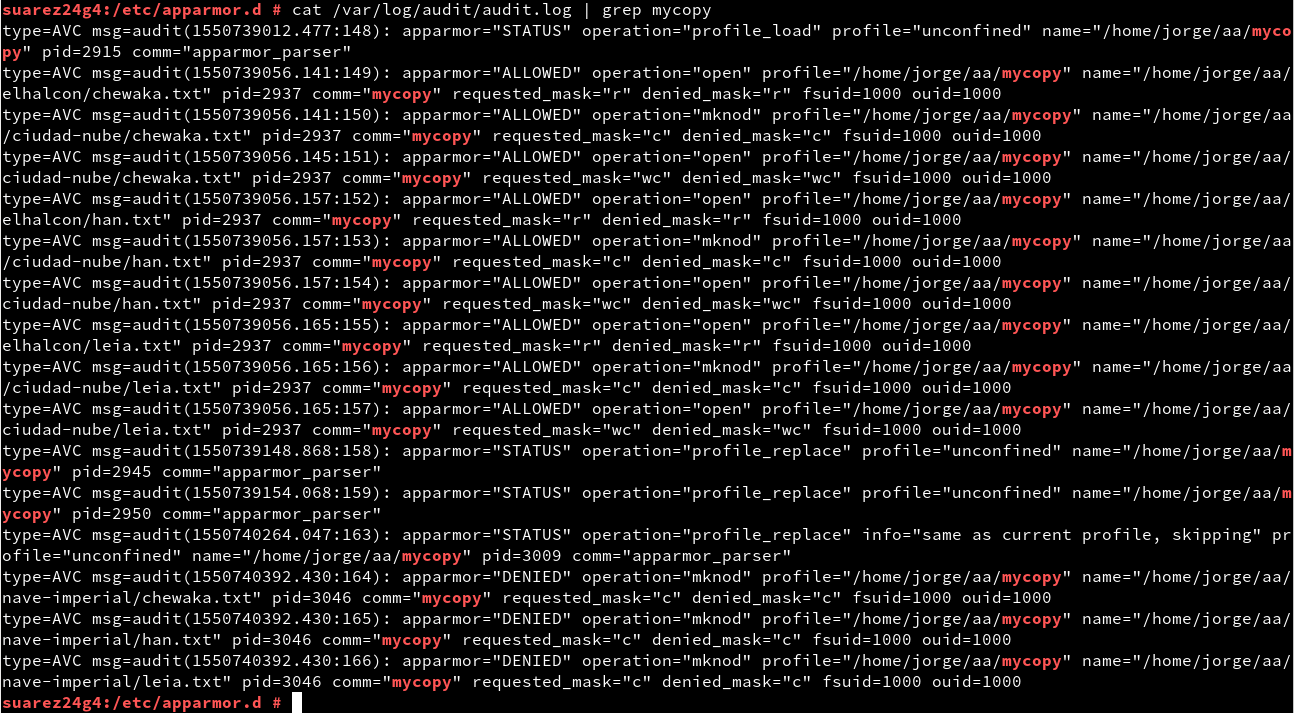 suarez24g4:/etc/apparmor.d # cat /var/log/audit/audit.log | grep mycopy
type=AVC msg=audit(1550739012.477:148): apparmor="STATUS" operation="profile_load" profile="unconfined" name="/home/jorge/aa/myco
py" pid=2915 comm="apparmor_parser"
type=AVC msg=audit(1550739056.141:149): apparmor="ALLOWED" operation="open" profile="/home/jorge/aa/mycopy" name="/home/jorge/aa/
elhalcon/chewaka.txt" pid=2937 comm="mycopy" requested_mask="r" denied_mask="r" fsuid=1000 ouid=1000
type=AVC msg=audit(1550739056.141:150): apparmor="ALLOWED" operation="mknod" profile="/home/jorge/aa/mycopy" name="/home/jorge/aa
/ciudad-nube/chewaka.txt" pid=2937 comm="mycopy" requested_mask="c" denied_mask="c" fsuid=1000 ouid=1000
type=AVC msg=audit(1550739056.145:151): apparmor="ALLOWED" operation="open" profile="/home/jorge/aa/mycopy" name="/home/jorge/aa/
ciudad-nube/chewaka.txt" pid=2937 comm="mycopy" requested_mask="wc" denied_mask="wc" fsuid=1000 ouid=1000
type=AVC msg=audit(1550739056.157:152): apparmor="ALLOWED" operation="open" profile="/home/jorge/aa/mycopy" name="/home/jorge/aa/
elhalcon/han.txt" pid=2937 comm="mycopy" requested_mask="r" denied_mask="r" fsuid=1000 ouid=1000
type=AVC msg=audit(1550739056.157:153): apparmor="ALLOWED" operation="mknod" profile="/home/jorge/aa/mycopy" name="/home/jorge/aa
/ciudad-nube/han.txt" pid=2937 comm="mycopy" requested_mask="c" denied_mask="c" fsuid=1000 ouid=1000
type=AVC msg=audit(1550739056.157:154): apparmor="ALLOWED" operation="open" profile="/home/jorge/aa/mycopy" name="/home/jorge/aa/
ciudad-nube/han.txt" pid=2937 comm="mycopy" requested_mask="wc" denied_mask="wc" fsuid=1000 ouid=1000
type=AVC msg=audit(1550739056.165:155): apparmor="ALLOWED" operation="open" profile="/home/jorge/aa/mycopy" name="/home/jorge/aa/
elhalcon/leia.txt" pid=2937 comm="mycopy" requested_mask="r" denied_mask="r" fsuid=1000 ouid=1000
type=AVC msg=audit(1550739056.165:156): apparmor="ALLOWED" operation="mknod" profile="/home/jorge/aa/mycopy" name="/home/jorge/aa
/ciudad-nube/leia.txt" pid=2937 comm="mycopy" requested_mask="c" denied_mask="c" fsuid=1000 ouid=1000
type=AVC msg=audit(1550739056.165:157): apparmor="ALLOWED" operation="open" profile="/home/jorge/aa/mycopy" name="/home/jorge/aa/
ciudad-nube/leia.txt" pid=2937 comm="mycopy" requested_mask="wc" denied_mask="wc" fsuid=1000 ouid=1000
type=AVC msg=audit(1550739148.868:158): apparmor="STATUS" operation="profile_replace" profile="unconfined" name="/home/jorge/aa/m
ycopy" pid=2945 comm="apparmor_parser"
type=AVC msg=audit(1550739154.068:159): apparmor="STATUS" operation="profile_replace" profile="unconfined" name="/home/jorge/aa/m
ycopy" pid=2950 comm="apparmor_parser"
type=AVC msg=audit(1550740264.047:163): apparmor="STATUS" operation="profile_replace" info="same as current profile, skipping" pr
ofile="unconfined" name="/home/jorge/aa/mycopy" pid=3009 comm="apparmor_parser"
type=AVC msg=audit(1550740392.430:164): apparmor="DENIED" operation="mknod" profile="/home/jorge/aa/mycopy" name="/home/jorge/aa/
nave-imperial/chewaka.txt" pid=3046 comm="mycopy" requested_mask="c" denied_mask="c" fsuid=1000 ouid=1000
type=AVC msg=audit(1550740392.430:165): apparmor="DENIED" operation="mknod" profile="/home/jorge/aa/mycopy" name="/home/jorge/aa/
nave-imperial/han.txt" pid=3046 comm="mycopy" requested_mask="c" denied_mask="c" fsuid=1000 ouid=1000
type=AVC msg=audit(1550740392.430:166): apparmor="DENIED" operation="mknod" profile="/home/jorge/aa/mycopy" name="/home/jorge/aa/
nave-imperial/leia.txt" pid=3046 comm="mycopy" requested_mask="c" denied_mask="c" fsuid=1000 ouid=1000
suarez24g4:/etc/apparmor.d #